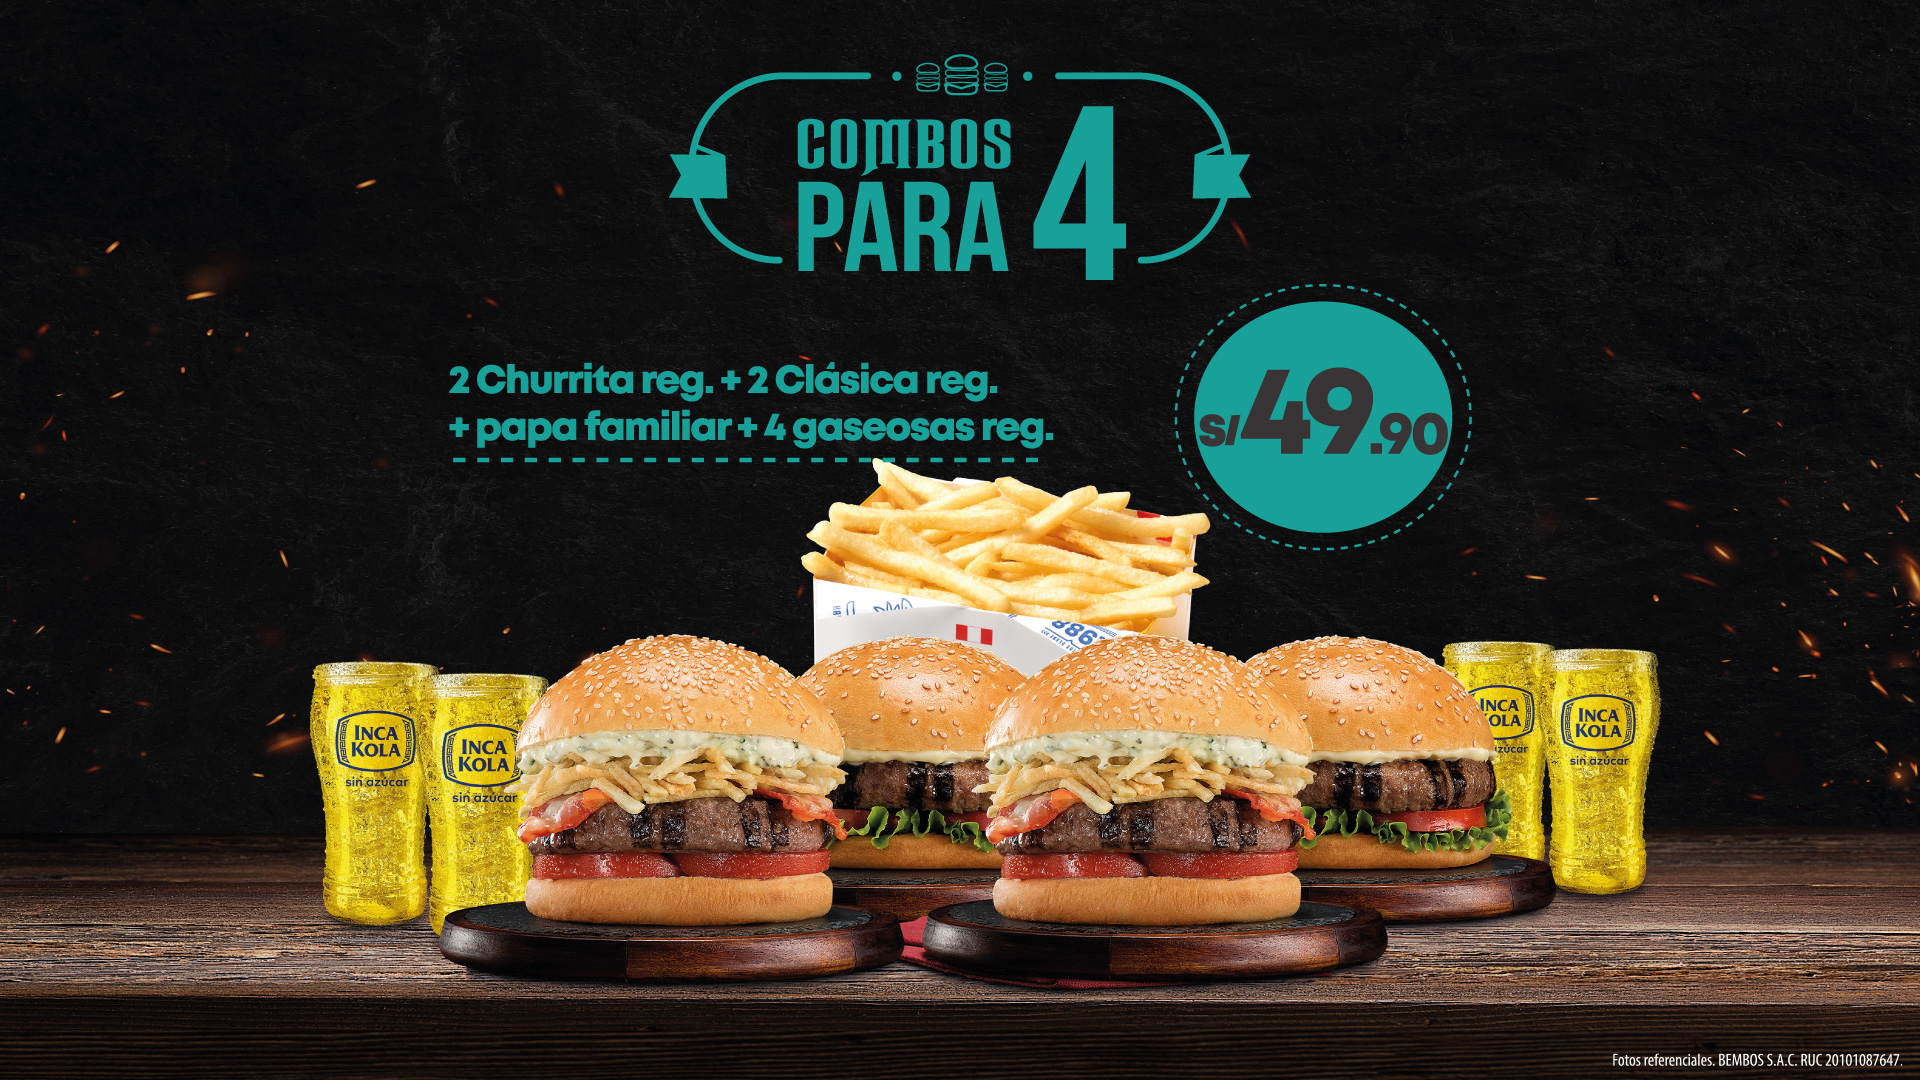 COMBOS
PARA 4
2 Churrita reg. + 2 Clásica reg.
+ papa familiar + 4 gaseosas reg.
S/49.90
INCA
KOLA
sin azúcar
INCA
KOLA
sin azúcar
INCA
KOLA
sin azúcar
Fotos referenciales. BEMBOS S.A.C. RUC 20101087647.